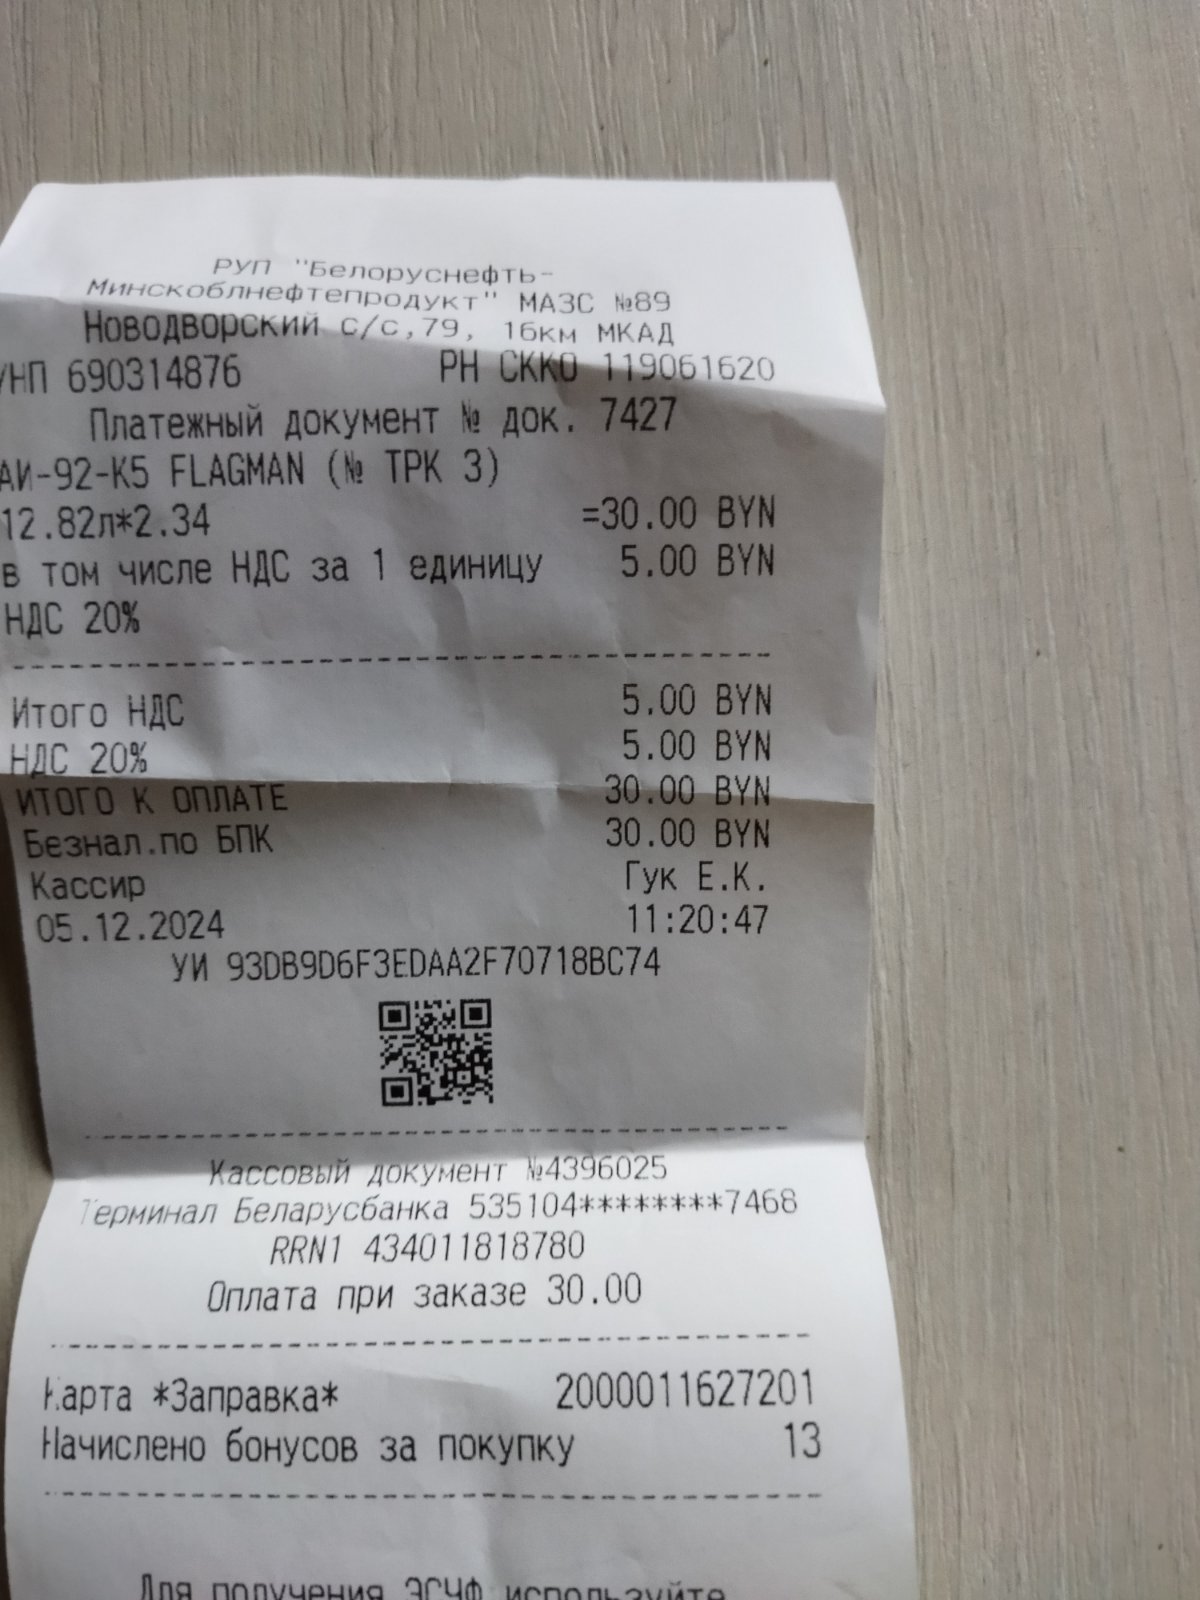 РУП "Белоруснефть-
Минскоблнефтепродукт" МАЗС №89
Новодворский с/с,79, 16км МКАД
УНП 690314876 РН СККО 119061620
Платежный документ № док. 7427
АИ-92-К5 FLAGMAN (№ ТРК 3)
12.82л*2.34 =30.00 BYN
в том числе НДС за 1 единицу 5.00 BYN
НДС 20%
Итого НДС 5.00 BYN
НДС 20% 5.00 BYN
ИТОГО К ОПЛАТЕ 30.00 BYN
Безнал.по БПК 30.00 BYN
Кассир Гук Е.К.
05.12.2024 11:20:47
УИ 93DB9D6F3EDAA2F70718BC74
Кассовый документ №4396025
Терминал Беларусбанка 535104********7468
RRN1 434011818780
Оплата при заказе 30.00
Карта *Заправка* 2000011627201
Начислено бонусов за покупку 13
Для получения ЭСЧФ используйте